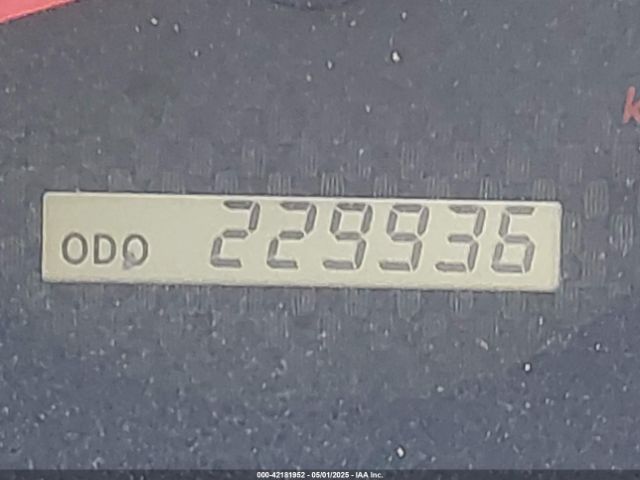 k
ODO 229936
000-42181952 - 05/01/2025 - IAA Inc.